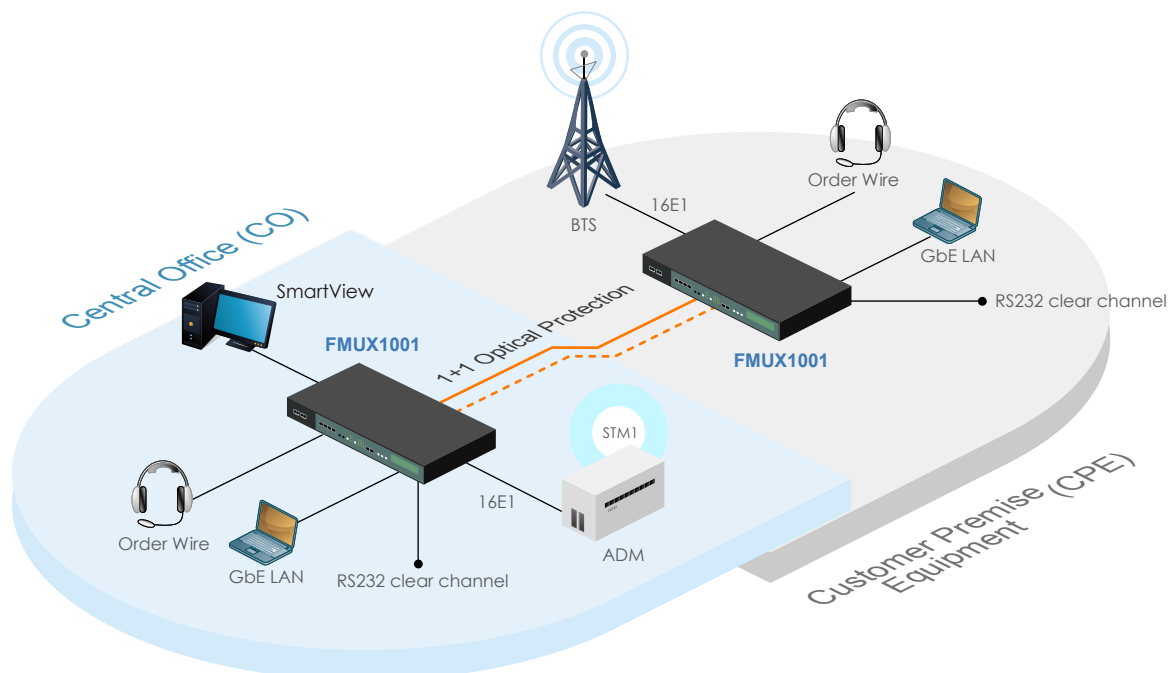 Order Wire
16E1
BTS
GbE LAN
Central Office (CO)
SmartView
RS232 clear channel
1+1 Optical Protection
FMUX1001
FMUX1001
STM1
16E1
Order Wire
ADM
GbE LAN
RS232 clear channel
Customer Premise (CPE)
Equipment